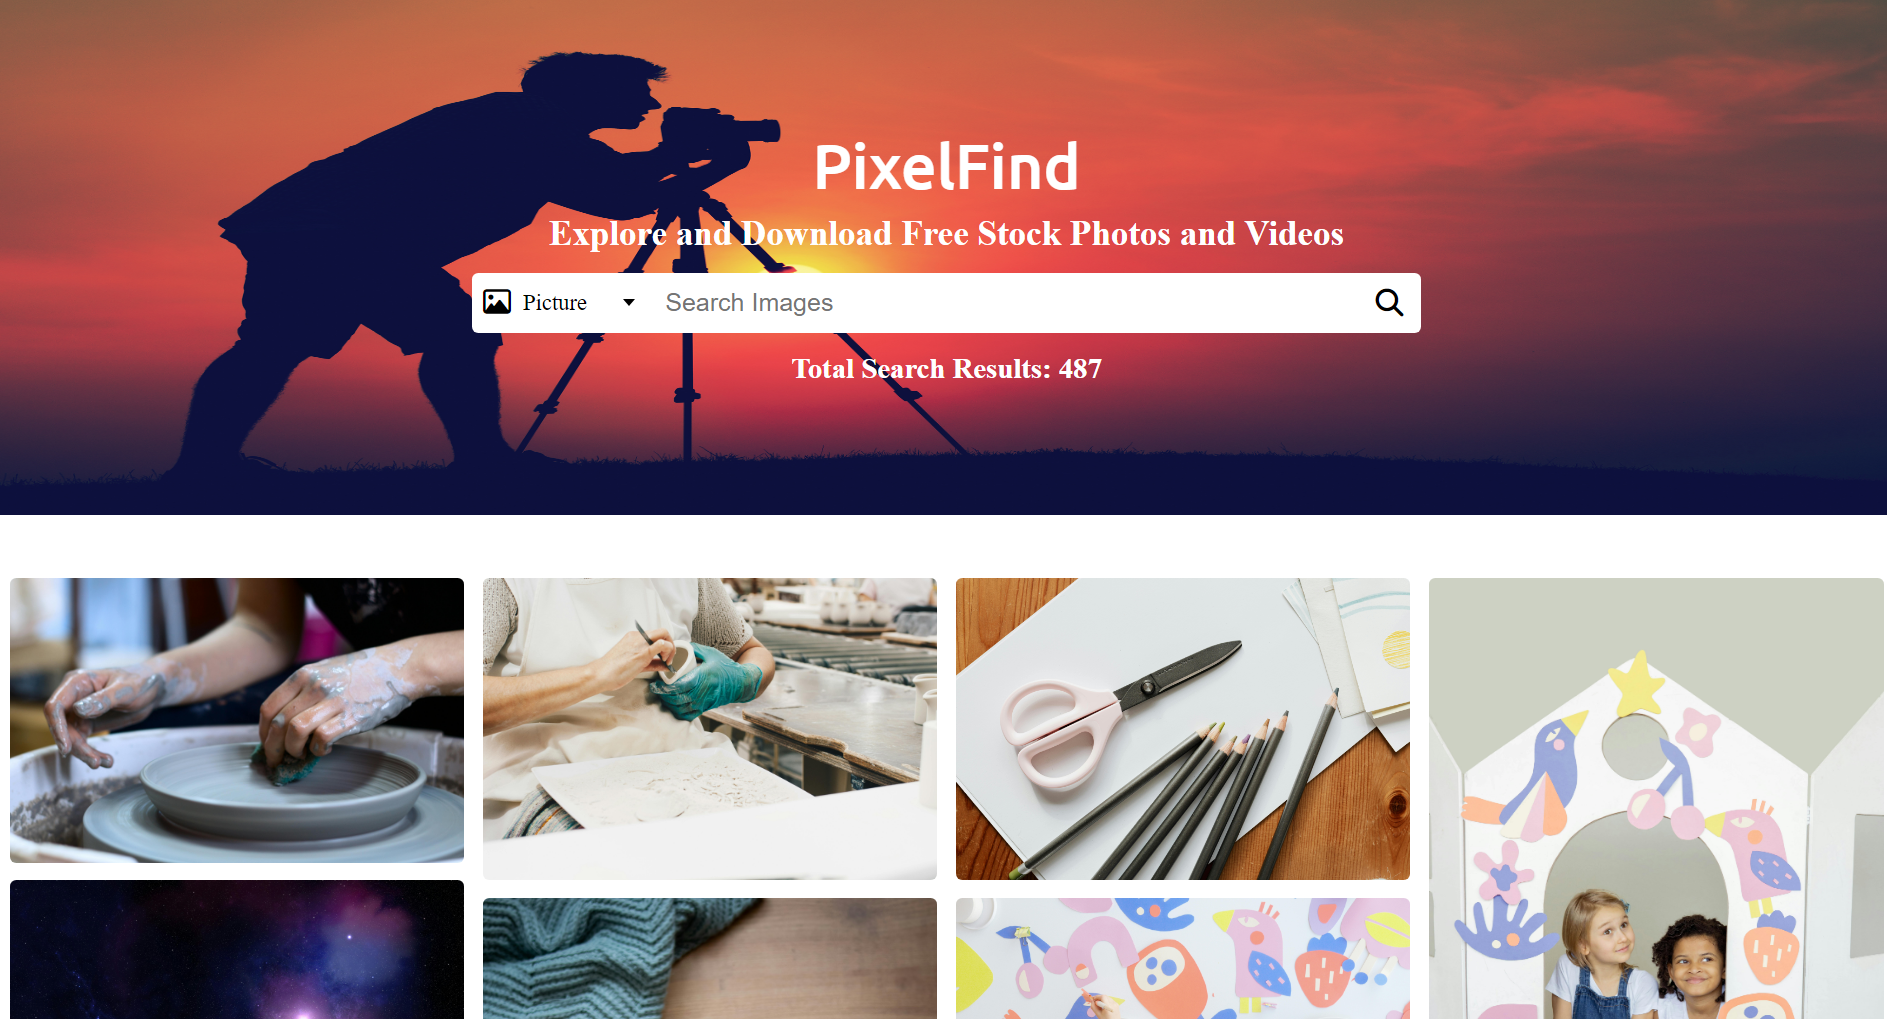 PixelFind
Explore and Download Free Stock Photos and Videos
Picture
Search Images
Total Search Results: 487